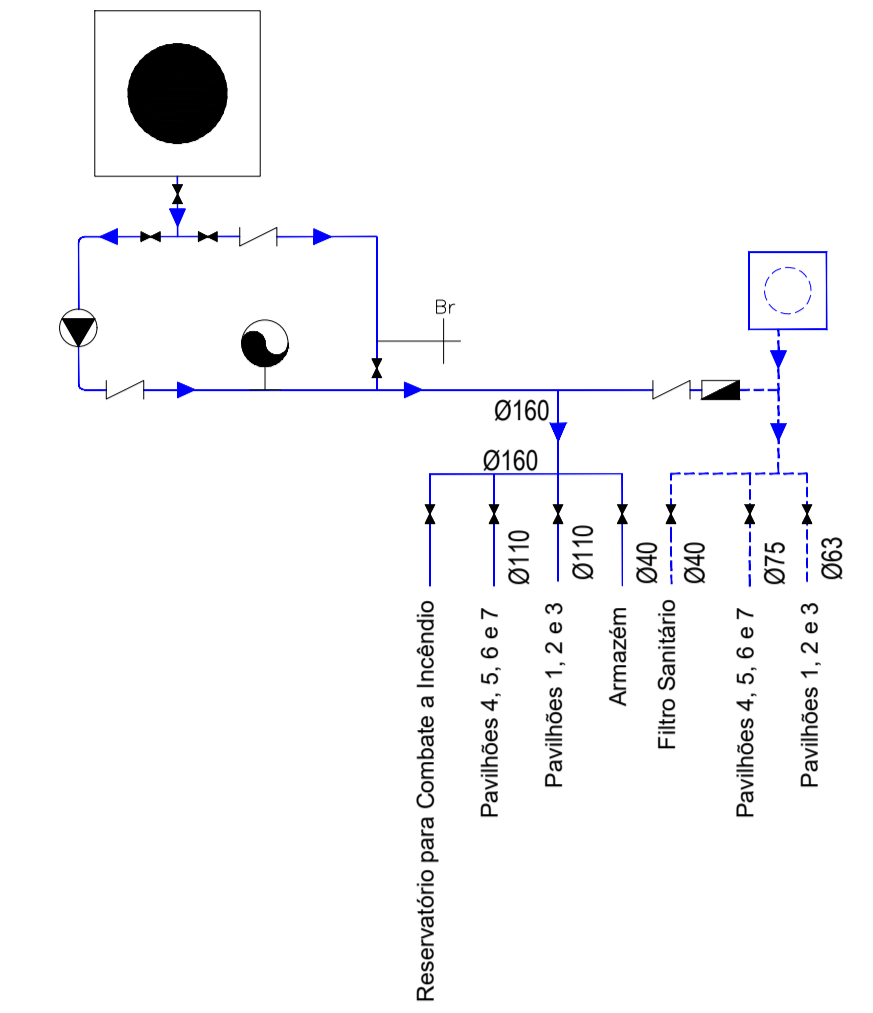 Br
Ø160
Ø160
Ø110
Ø110
Ø40
Ø40
Ø75
Ø63
Reservatório para Combate a Incêndio
Pavilhões 4, 5, 6 e 7
Pavilhões 1, 2 e 3
Armazém
Filtro Sanitário
Pavilhões 4, 5, 6 e 7
Pavilhões 1, 2 e 3